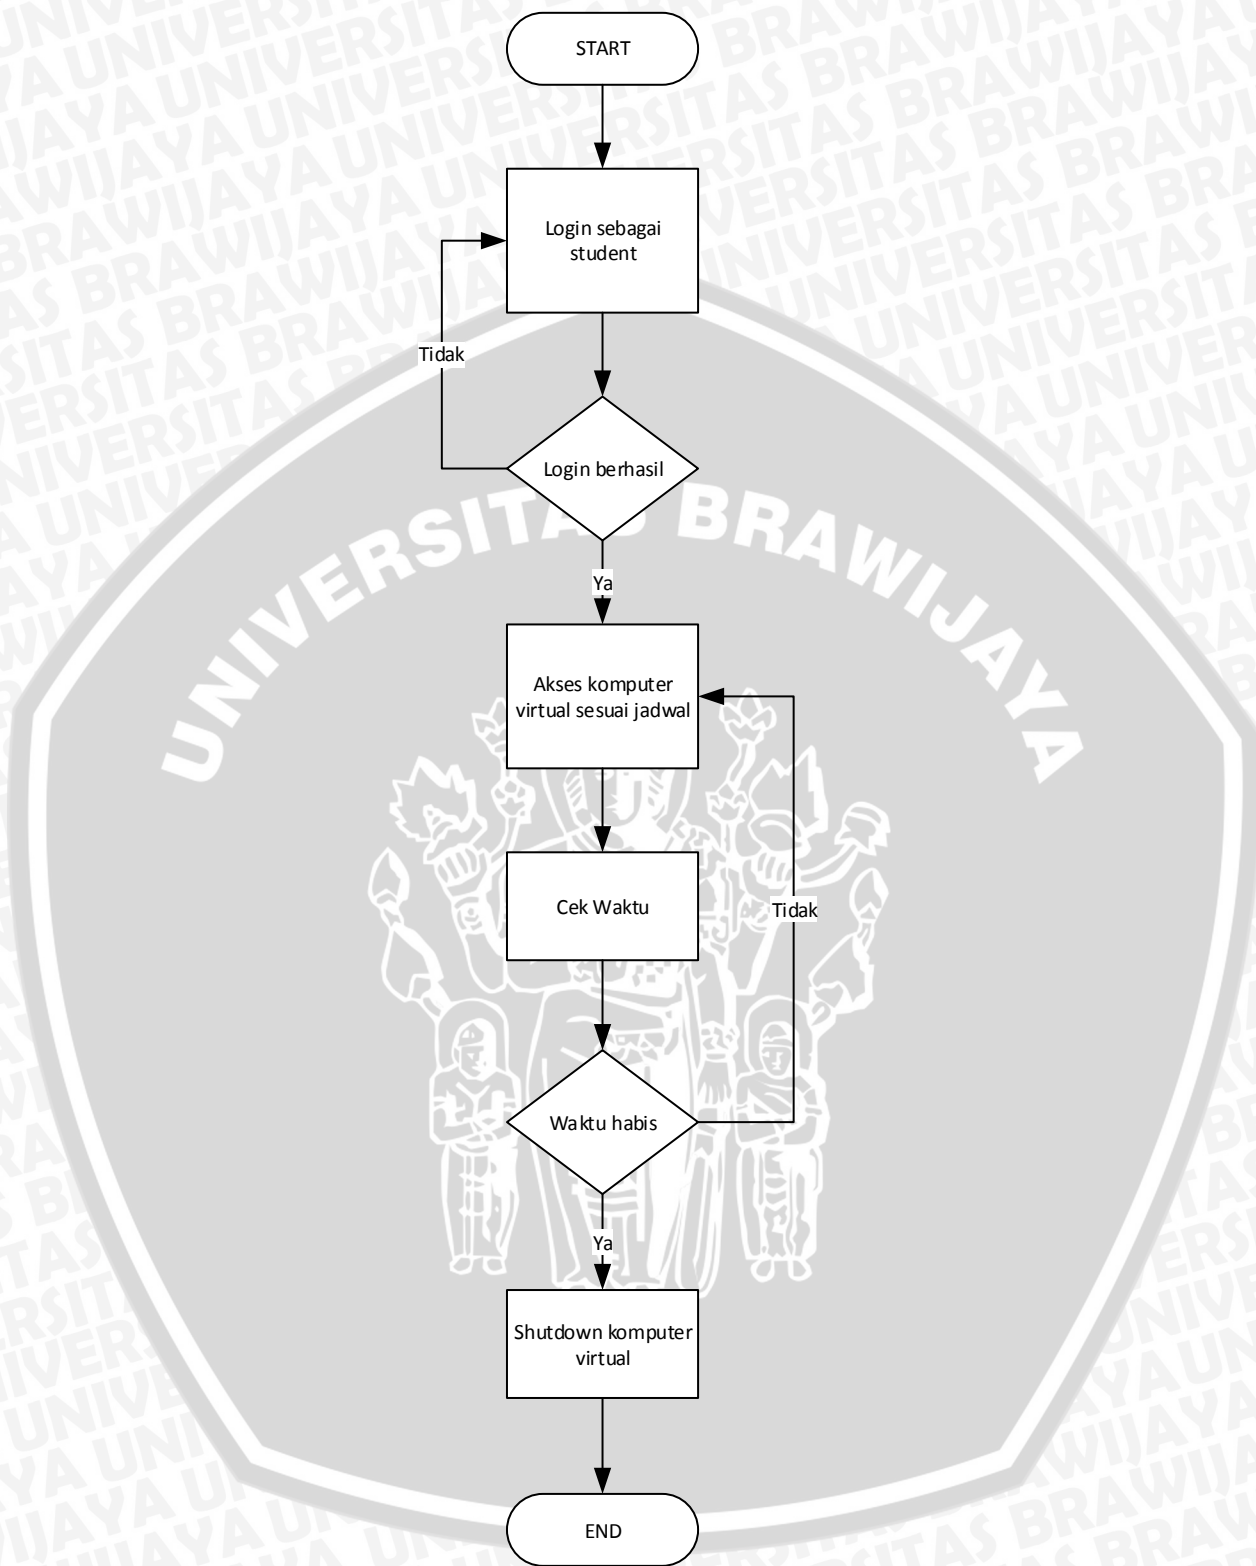 START
Login sebagai
student
Tidak
Login berhasil
UNIVERSITAS BRAWIJAYA
Ya
Akses komputer
virtual sesuai jadwal
Cek Waktu
Tidak
Waktu habis
Ya
Shutdown komputer
virtual
END